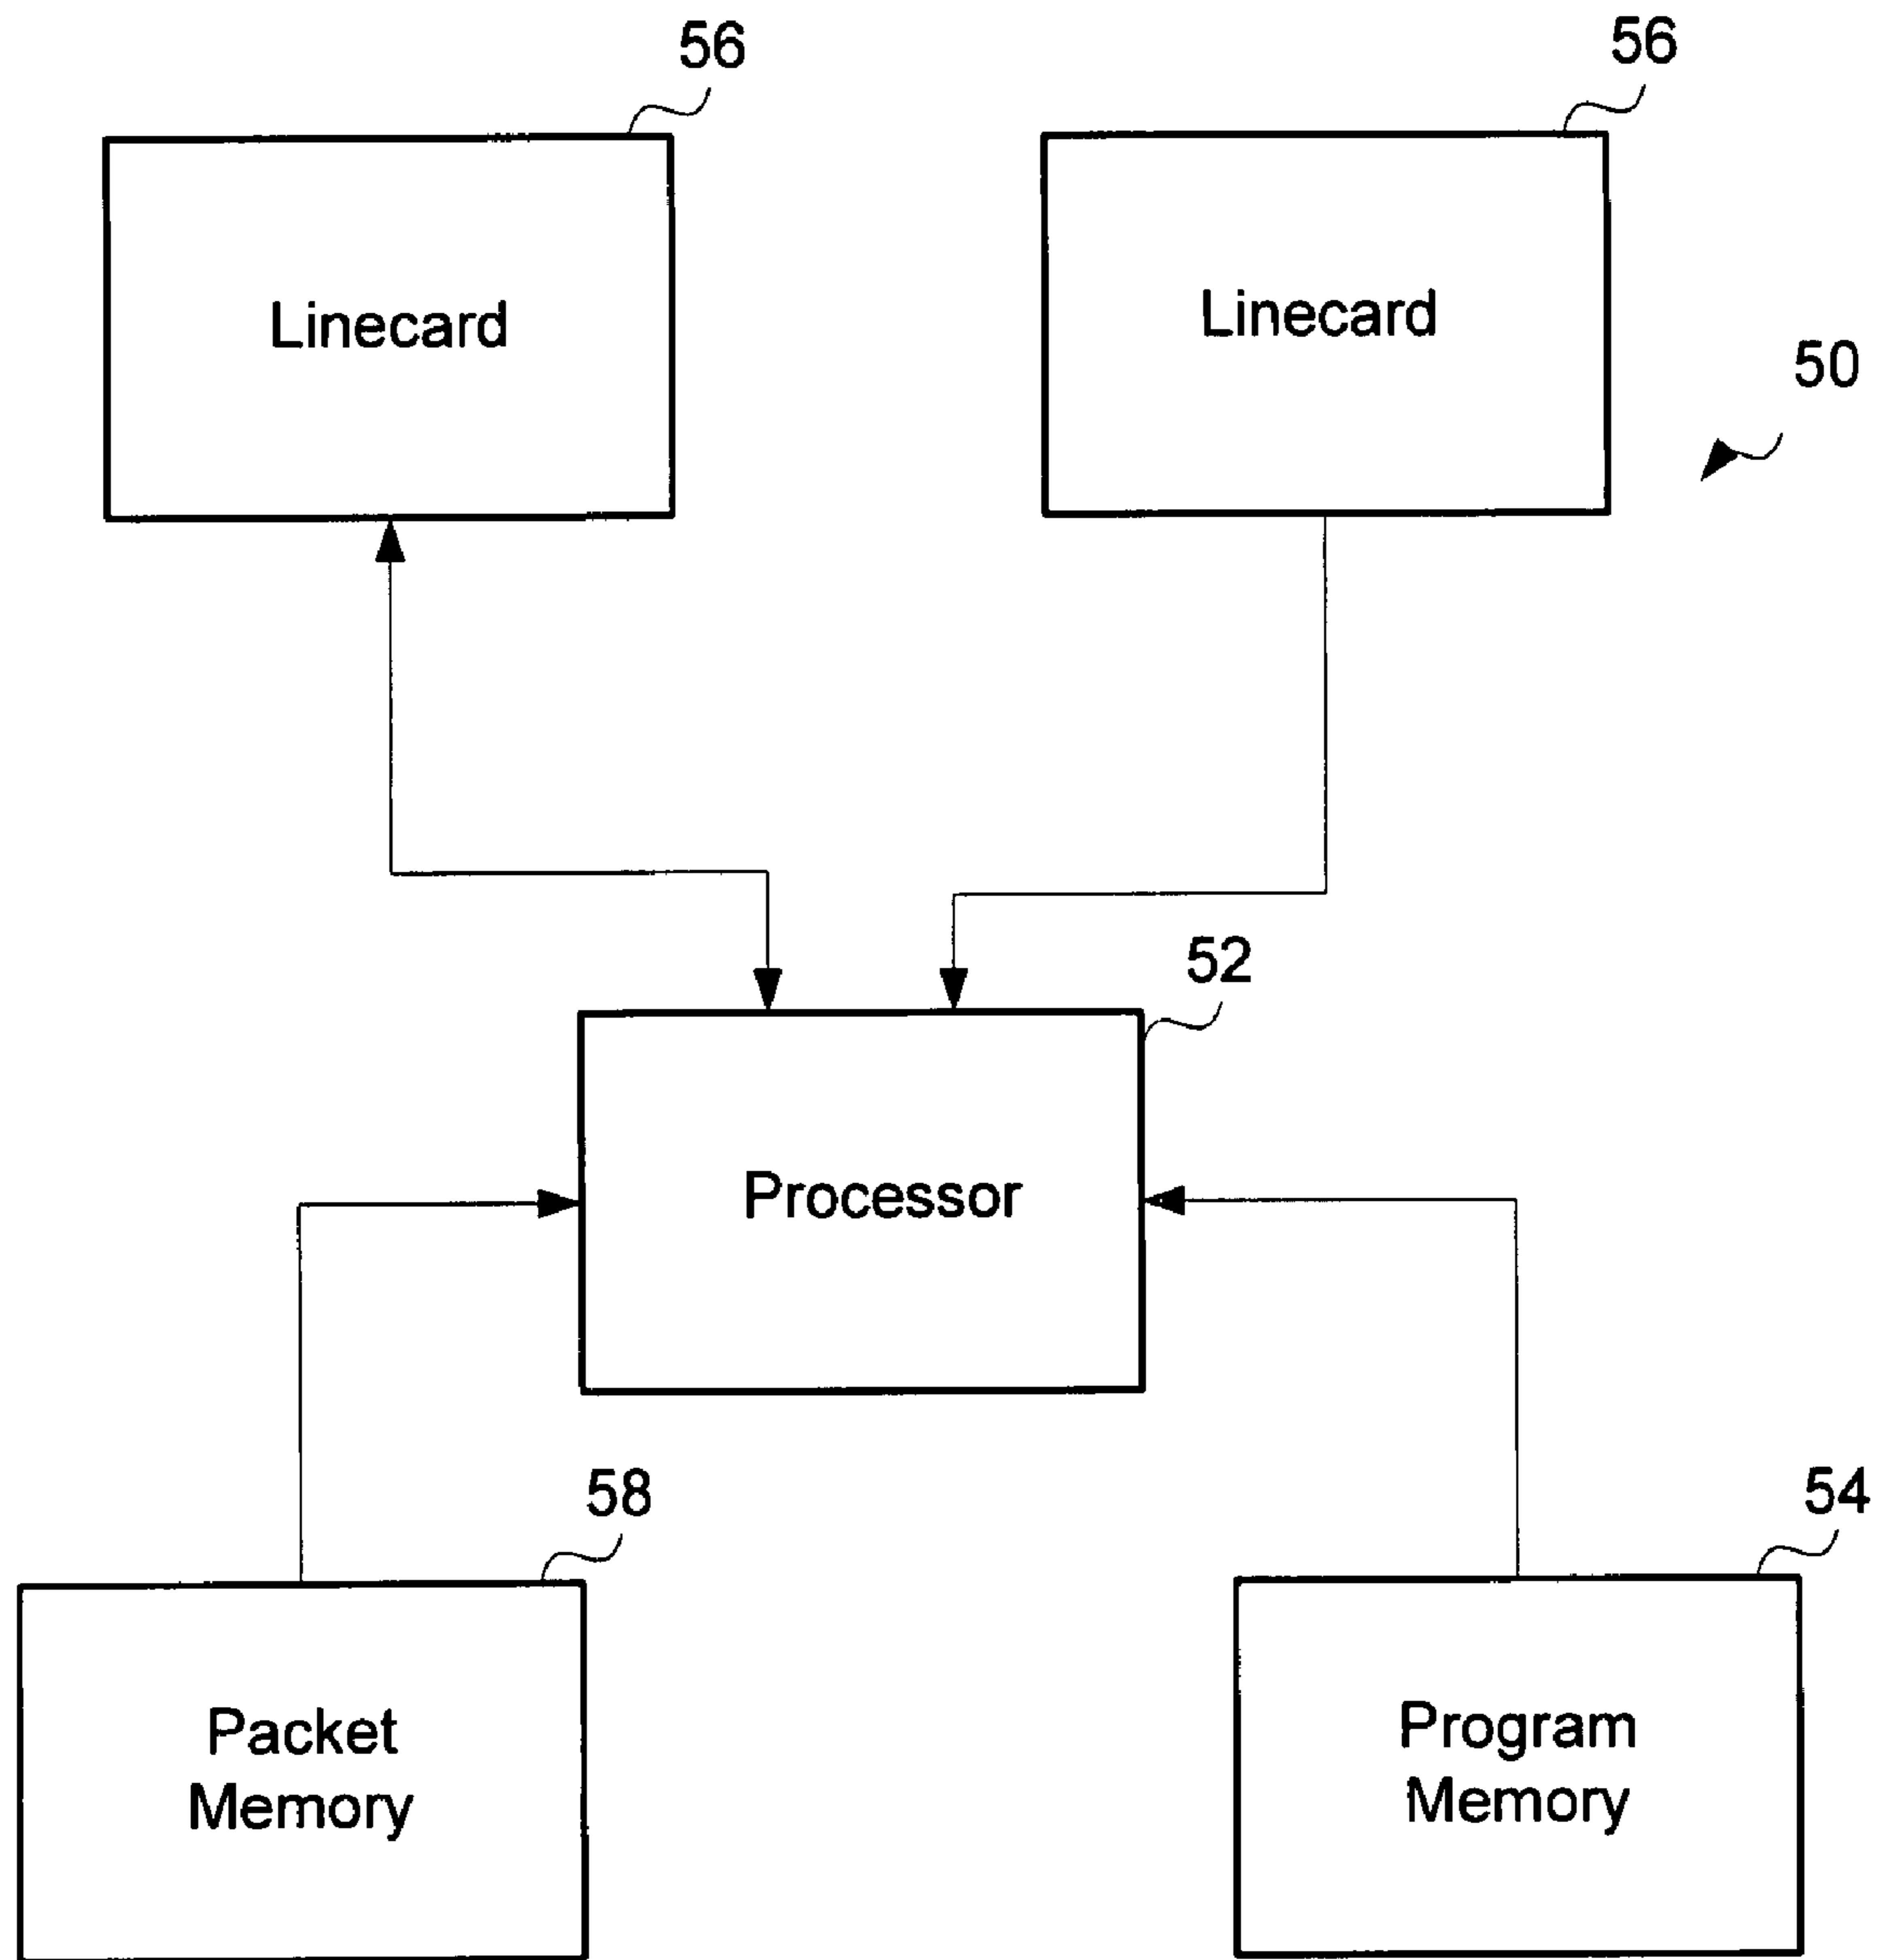 56
56
Linecard
Linecard
50
52
Processor
58
54
Packet
Memory
Program
Memory